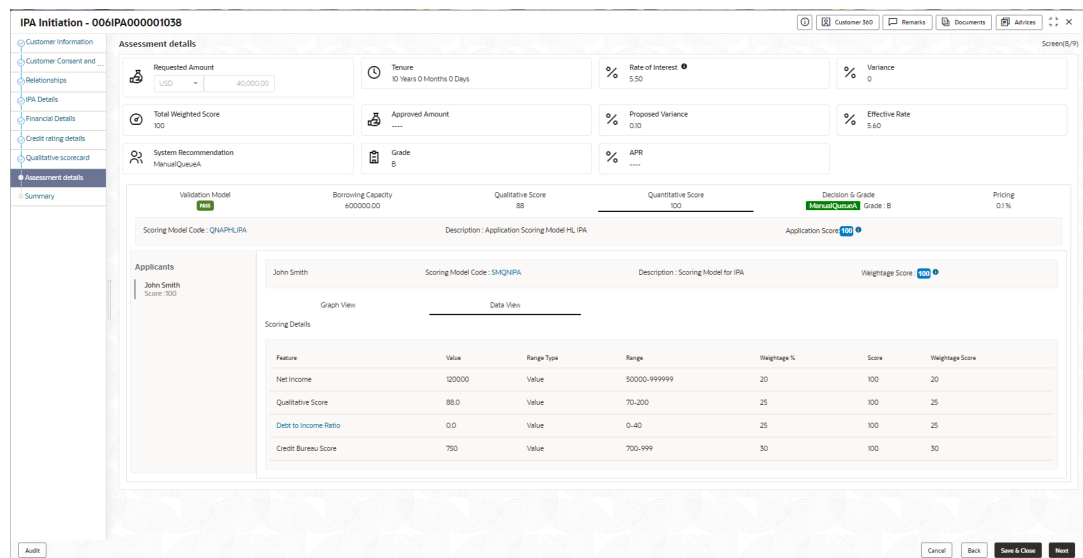 IPA Initiation - 006IPA000001038
Customer 360
Remarks
Documents
Advices
Customer Information
Customer Consent and ...
Relationships
IPA Details
Financial Details
Credit rating details
Qualitative scorecard
Assessment details
Summary
Assessment details
Screen(8/9)
Requested Amount
USD 40,000.00
Tenure
10 Years 0 Months 0 Days
Rate of Interest
5.50
Variance
0
Total Weighted Score
100
Approved Amount
----
Proposed Variance
0.10
Effective Rate
5.60
System Recommendation
ManualQueueA
Grade
B
APR
----
Validation Model
PASS
Borrowing Capacity
600000.00
Qualitative Score
88
Quantitative Score
100
Decision & Grade
ManualQueueA Grade : B
Pricing
0.1 %
Scoring Model Code : QNAPHLIPA
Description : Application Scoring Model HL IPA
Application Score: 100
Applicants
John Smith
Score :100
John Smith
Scoring Model Code : SMQNIPA
Description : Scoring Model for IPA
Weightage Score : 100
Graph View
Data View
Scoring Details
Feature Value Range Type Range Weightage % Score Weightage Score
Net Income 120000 Value 50000-999999 20 100 20
Qualitative Score 88.0 Value 70-200 25 100 25
Debt to Income Ratio 0.0 Value 0-40 25 100 25
Credit Bureau Score 750 Value 700-999 30 100 30
Audit
Cancel
Back
Save & Close
Next